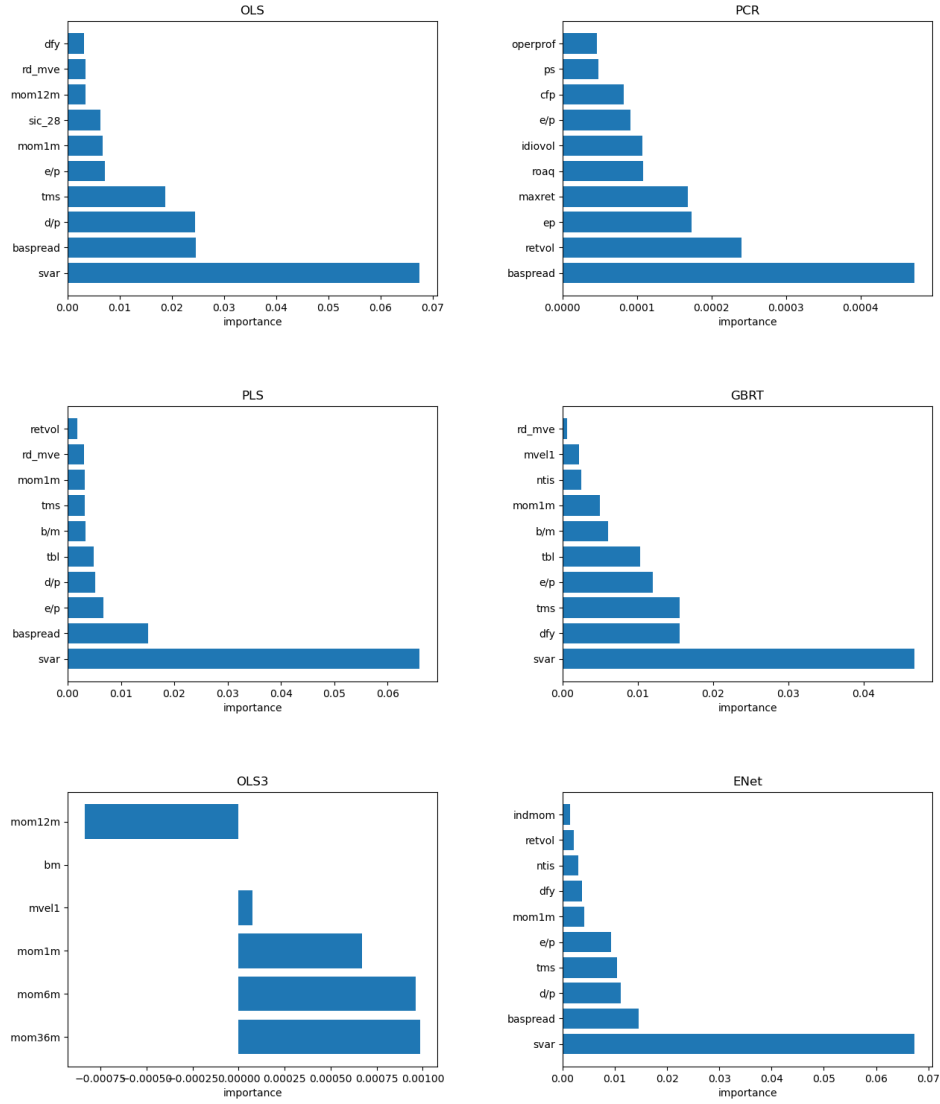 OLS
dfy
rd_mve
mom12m
sic_28
mom1m
e/p
tms
d/p
baspread
svar
0.00 0.01 0.02 0.03 0.04 0.05 0.06 0.07
importance
PCR
operprof
ps
cfp
e/p
idiovol
roaq
maxret
ep
retvol
baspread
0.0000 0.0001 0.0002 0.0003 0.0004
importance
PLS
retvol
rd_mve
mom1m
tms
b/m
tbl
d/p
e/p
baspread
svar
0.00 0.01 0.02 0.03 0.04 0.05 0.06
importance
GBRT
rd_mve
mvel1
ntis
mom1m
b/m
tbl
e/p
tms
dfy
svar
0.00 0.01 0.02 0.03 0.04
importance
OLS3
mom12m
bm
mvel1
mom1m
mom6m
mom36m
−0.00075 −0.00050 −0.00025 0.00000 0.00025 0.00050 0.00075 0.00100
importance
ENet
indmom
retvol
ntis
dfy
mom1m
e/p
tms
d/p
baspread
svar
0.00 0.01 0.02 0.03 0.04 0.05 0.06 0.07
importance